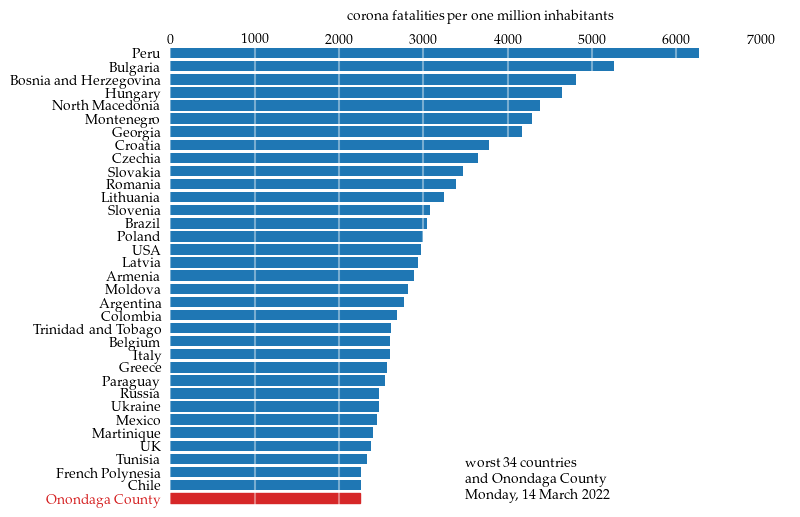 corona fatalities per one million inhabitants
0 1000 2000 3000 4000 5000 6000 7000
Peru
Bulgaria
Bosnia and Herzegovina
Hungary
North Macedonia
Montenegro
Georgia
Croatia
Czechia
Slovakia
Romania
Lithuania
Slovenia
Brazil
Poland
USA
Latvia
Armenia
Moldova
Argentina
Colombia
Trinidad and Tobago
Belgium
Italy
Greece
Paraguay
Russia
Ukraine
Mexico
Martinique
UK
Tunisia
French Polynesia
Chile
Onondaga County
worst 34 countries
and Onondaga County
Monday, 14 March 2022